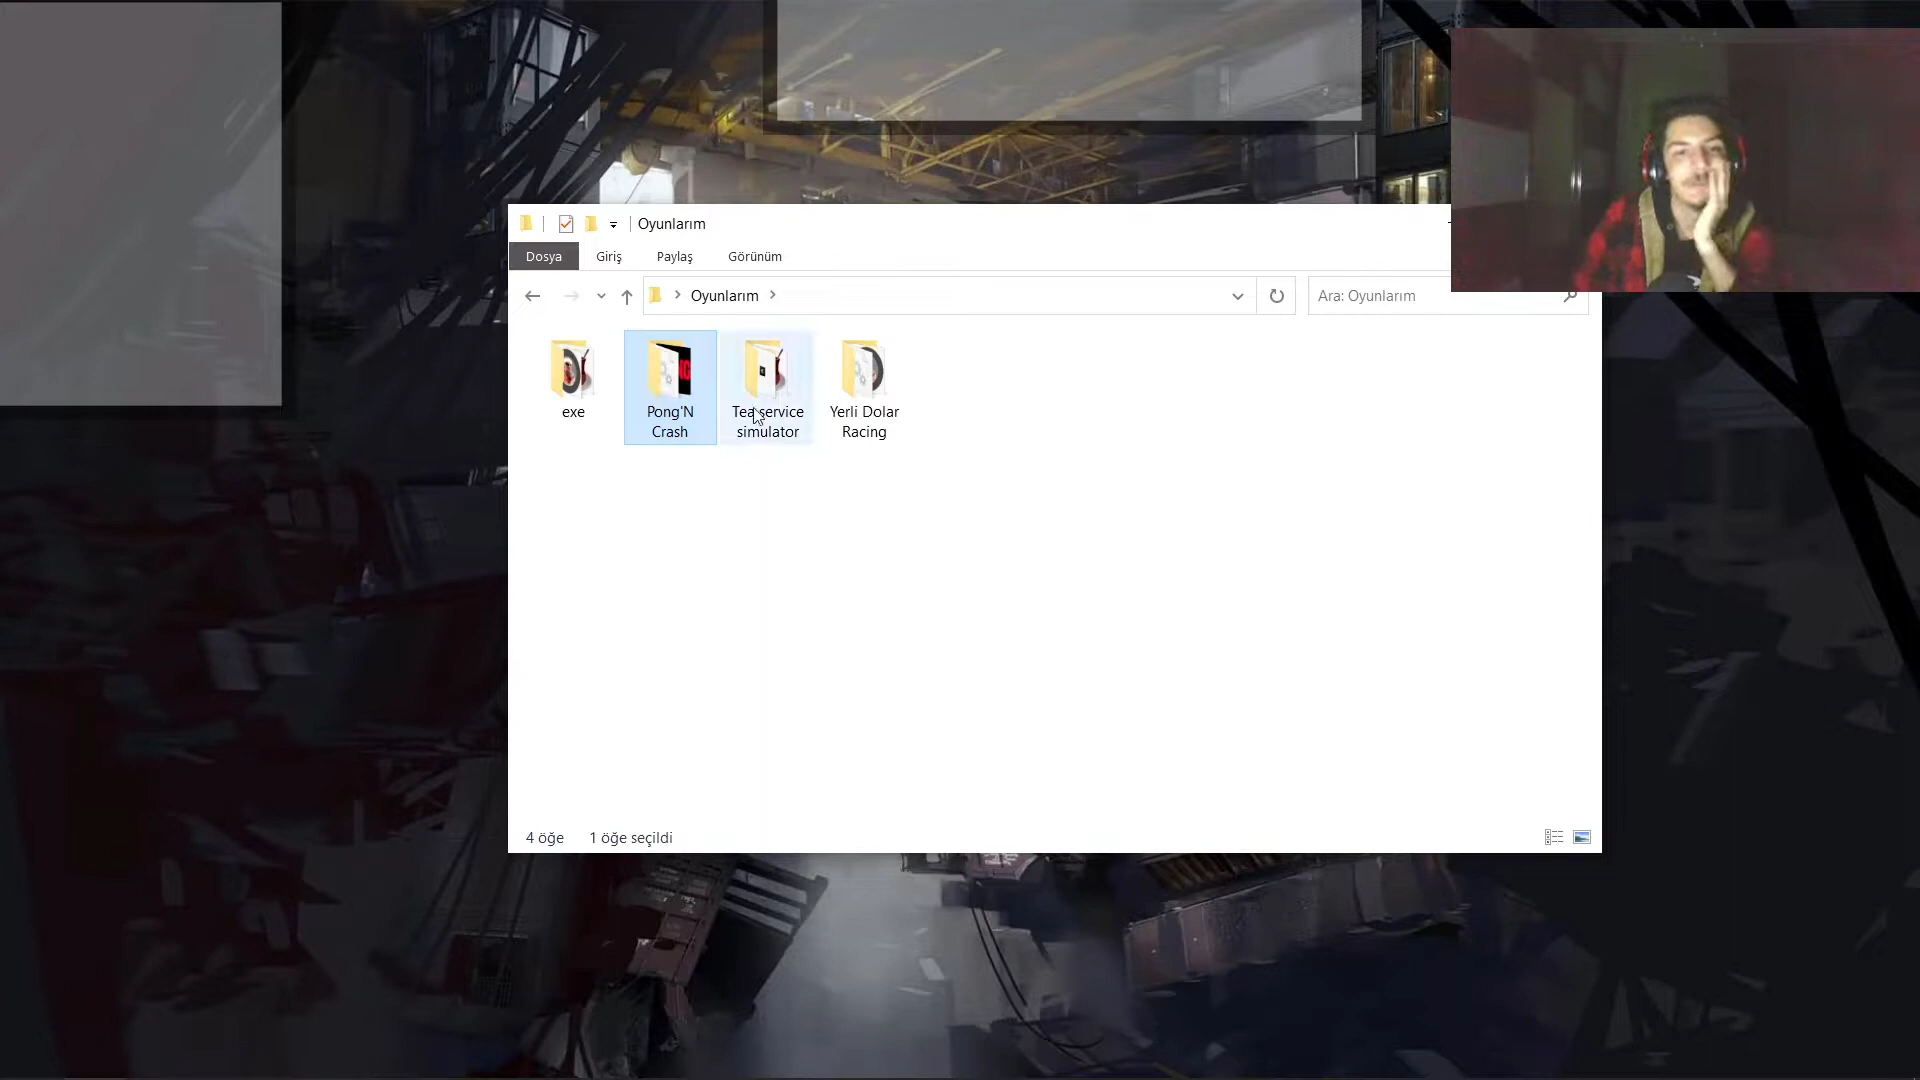 Oyunlarım
Dosya
Giriş
Paylaş
Görünüm
Oyunlarım
Ara: Oyunlarım
exe
Pong'N
Crash
Tea service
simulator
Yerli Dolar
Racing
4 öğe
1 öğe seçildi